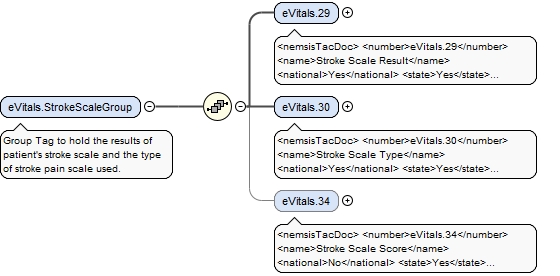 eVitals.29
<nemsisTacDoc> <number>eVitals.29</number>
<name>Stroke Scale Result</name>
<national>Yes</national> <state>Yes</state>...
eVitals.StrokeScaleGroup
Group Tag to hold the results of
patient's stroke scale and the type
of stroke pain scale used.
eVitals.30
<nemsisTacDoc> <number>eVitals.30</number>
<name>Stroke Scale Type</name>
<national>Yes</national> <state>Yes</state>...
eVitals.34
<nemsisTacDoc> <number>eVitals.34</number>
<name>Stroke Scale Score</name>
<national>No</national> <state>Yes</state>...